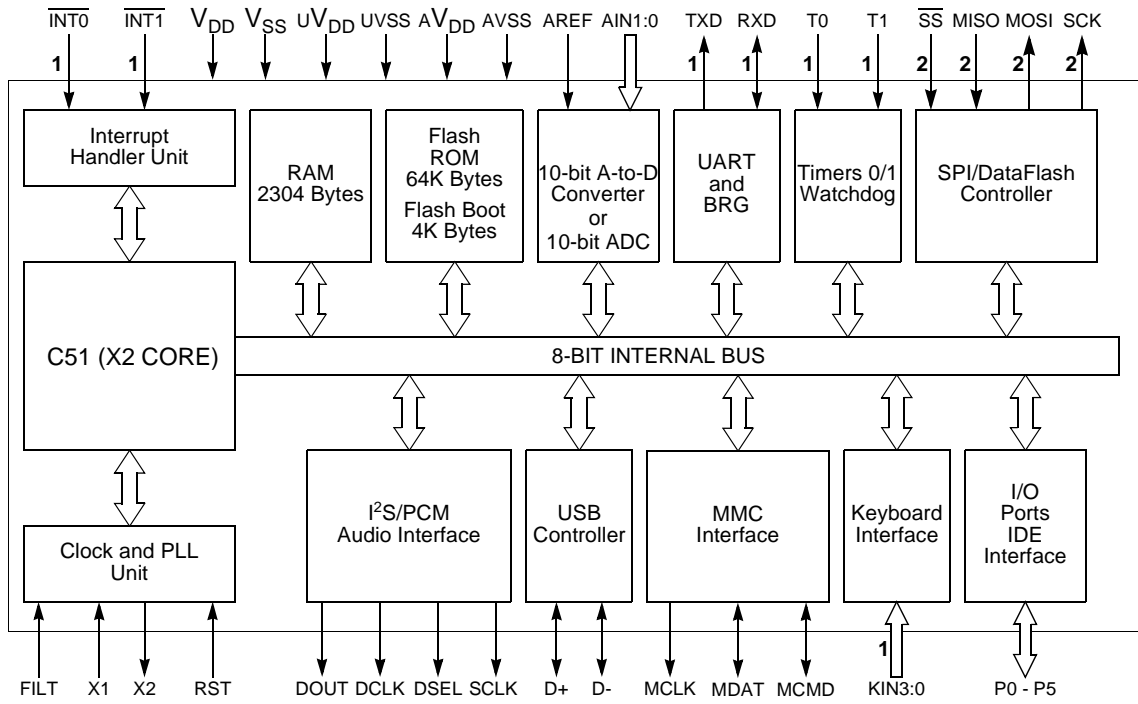 INT0 INT1 VDD VSS UVDD UVSS AVDD AVSS AREF AIN1:0 TXD RXD T0 T1 SS MISO MOSI SCK
1 1 1 1 1 1 2 2 2 2
Interrupt
Handler Unit
RAM
2304 Bytes
Flash
ROM
64K Bytes
Flash Boot
4K Bytes
10-bit A-to-D
Converter
or
10-bit ADC
UART
and
BRG
Timers 0/1
Watchdog
SPI/DataFlash
Controller
C51 (X2 CORE)
8-BIT INTERNAL BUS
Clock and PLL
Unit
I²S/PCM
Audio Interface
USB
Controller
MMC
Interface
Keyboard
Interface
I/O
Ports
IDE
Interface
1
FILT X1 X2 RST DOUT DCLK DSEL SCLK D+ D- MCLK MDAT MCMD KIN3:0 P0 - P5